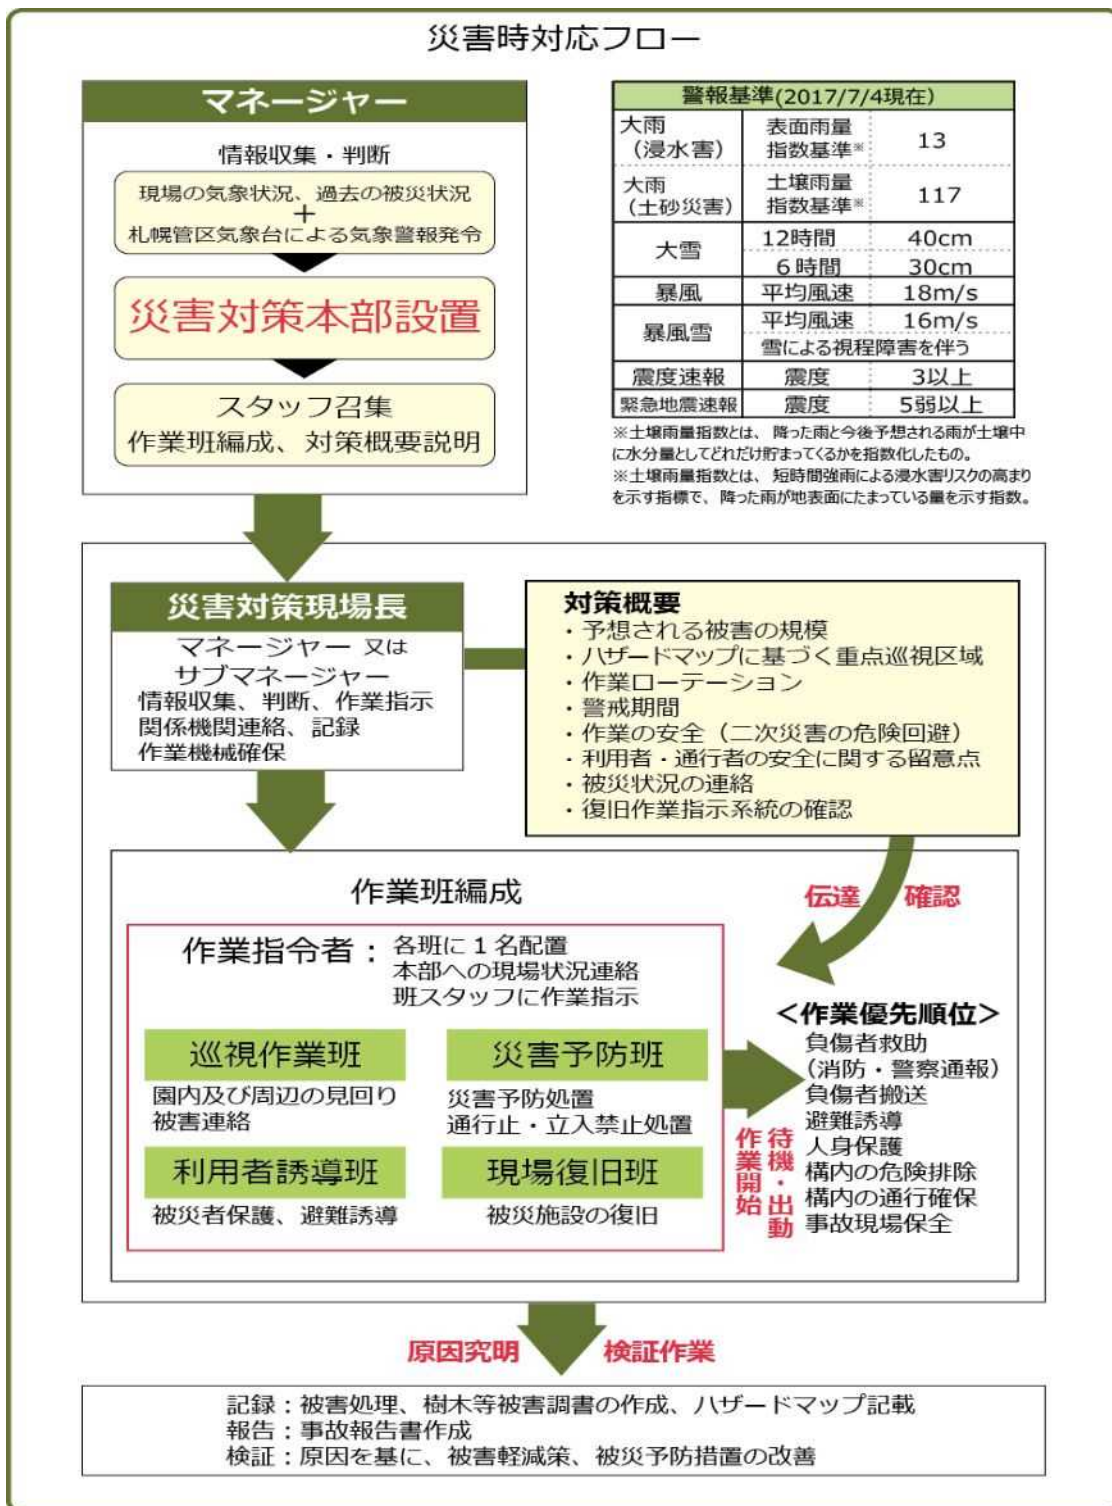 災害時対応フロー
マネージャー
情報収集・判断
現場の気象状況、過去の被災状況
＋
札幌管区気象台による気象警報発令
災害対策本部設置
スタッフ召集
作業班編成、対策概要説明
警報基準(2017/7/4現在)
大雨（浸水害） 表面雨量指数基準※ 13
大雨（土砂災害） 土壌雨量指数基準※ 117
大雪 12時間 40cm
６時間 30cm
暴風 平均風速 18m/s
暴風雪 平均風速 16m/s
雪による視程障害を伴う
震度速報 震度 3以上
緊急地震速報 震度 5弱以上
※土壌雨量指数とは、降った雨と今後予想される雨が土壌中
に水分量としてどれだけ貯まってくるかを指数化したもの。
※土壌雨量指数とは、短時間強雨による浸水害リスクの高まり
を示す指標で、降った雨が地表面にたまっている量を示す指数。
災害対策現場長
マネージャー 又は
サブマネージャー
情報収集、判断、作業指示
関係機関連絡、記録
作業機械確保
対策概要
・予想される被害の規模
・ハザードマップに基づく重点巡視区域
・作業ローテーション
・警戒期間
・作業の安全（二次災害の危険回避）
・利用者・通行者の安全に関する留意点
・被災状況の連絡
・復旧作業指示系統の確認
伝達 確認
作業班編成
作業指令者：各班に１名配置
本部への現場状況連絡
班スタッフに作業指示
巡視作業班
園内及び周辺の見回り
被害連絡
災害予防班
災害予防処置
通行止・立入禁止処置
利用者誘導班
被災者保護、避難誘導
現場復旧班
被災施設の復旧
待機・出動
作業開始
＜作業優先順位＞
負傷者救助
（消防・警察通報）
負傷者搬送
避難誘導
人身保護
構内の危険排除
構内の通行確保
事故現場保全
原因究明 検証作業
記録：被害処理、樹木等被害調書の作成、ハザードマップ記載
報告：事故報告書作成
検証：原因を基に、被害軽減策、被災予防措置の改善